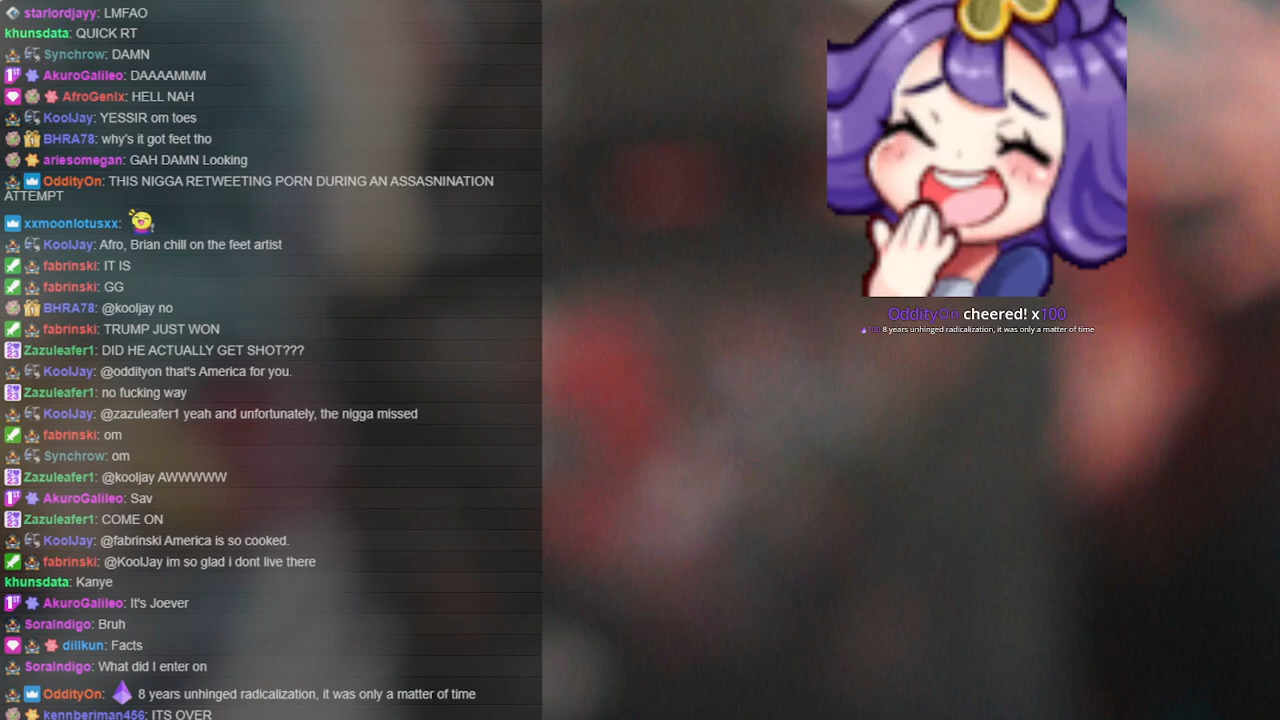 starlordjayy: LMFAO
khunsdata: QUICK RT
Synchrow: DAMN
AkuroGalileo: DAAAAMMM
AfroGenIx: HELL NAH
KoolJay: YESSIR om toes
BHRA78: why's it got feet tho
ariesomegan: GAH DAMN Looking
OddityOn: THIS NIGGA RETWEETING PORN DURING AN ASSASNINATION
ATTEMPT
xxmoonlotusxx:
KoolJay: Afro, Brian chill on the feet artist
fabrinski: IT IS
fabrinski: GG
BHRA78: @kooljay no
fabrinski: TRUMP JUST WON
Zazuleafer1: DID HE ACTUALLY GET SHOT???
KoolJay: @oddityon that's America for you.
Zazuleafer1: no fucking way
KoolJay: @zazuleafer1 yeah and unfortunately, the nigga missed
fabrinski: om
Synchrow: om
Zazuleafer1: @kooljay AWWWWW
AkuroGalileo: Sav
Zazuleafer1: COME ON
KoolJay: @fabrinski America is so cooked.
fabrinski: @KoolJay im so glad i dont live there
khunsdata: Kanye
AkuroGalileo: It's Joever
SoraIndigo: Bruh
dillkun: Facts
SoraIndigo: What did I enter on
OddityOn: 8 years unhinged radicalization, it was only a matter of time
kennberiman456: ITS OVER
OddityOn cheered! x100
100 8 years unhinged radicalization, it was only a matter of time